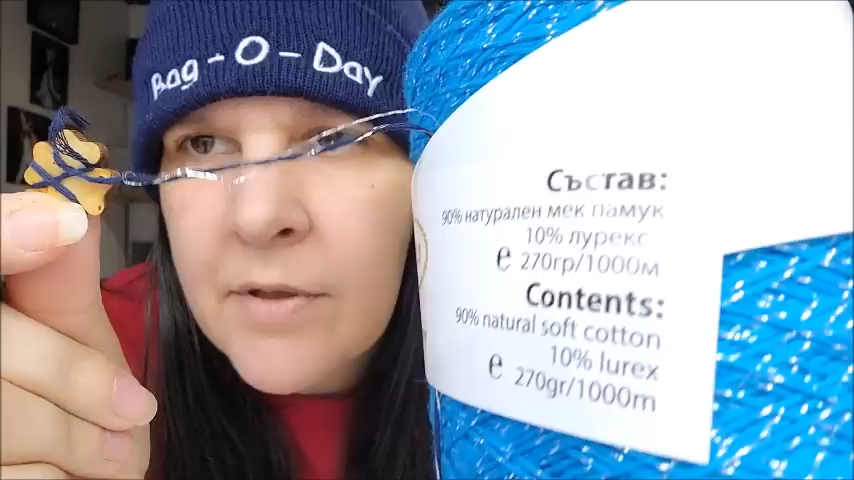 Bag-O-Day
Състав:
90% натурален мек памук
10% лурекс
e 270гр/1000м
Contents:
90% natural soft cotton
10% lurex
e 270gr/1000m